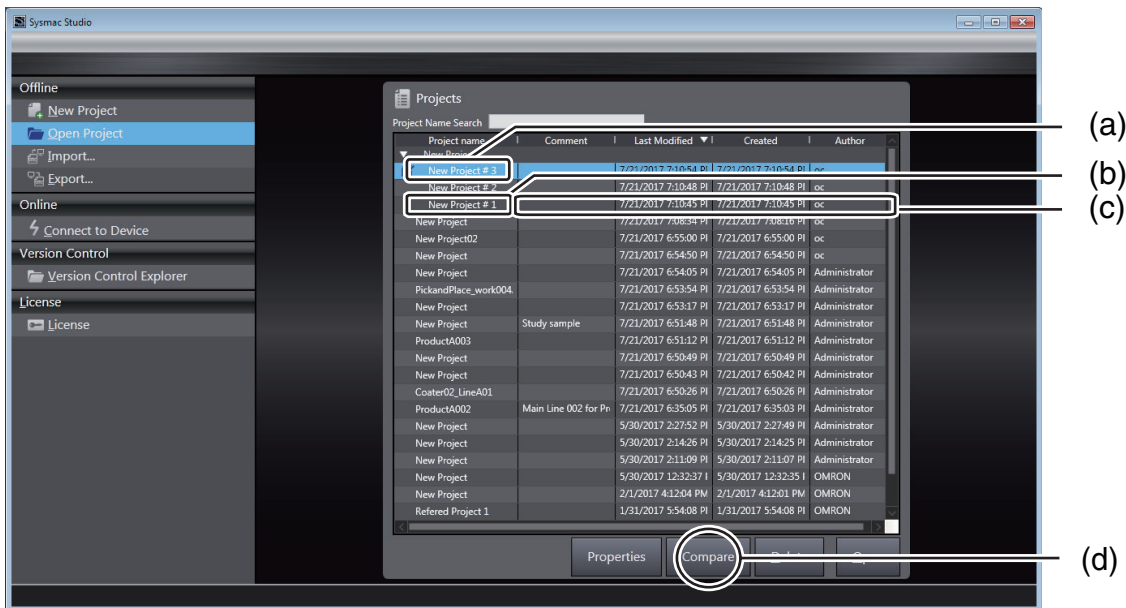 Sysmac Studio
Offline
New Project
Open Project
Import...
Export...
Online
Connect to Device
Version Control
Version Control Explorer
License
License
Projects
Project Name Search
Project name Comment Last Modified ▼ Created Author
▼ New Project
New Project # 3 7/21/2017 7:10:54 PI 7/21/2017 7:10:54 PI oc
New Project # 2 7/21/2017 7:10:48 PI 7/21/2017 7:10:48 PI oc
New Project # 1 7/21/2017 7:10:45 PI 7/21/2017 7:10:45 PI oc
New Project 7/21/2017 7:08:34 PI 7/21/2017 7:08:16 PI oc
New Project02 7/21/2017 6:55:00 PI 7/21/2017 6:55:00 PI oc
New Project 7/21/2017 6:54:50 PI 7/21/2017 6:54:50 PI oc
New Project 7/21/2017 6:54:05 PI 7/21/2017 6:54:05 PI Administrator
PickandPlace_work004. 7/21/2017 6:53:54 PI 7/21/2017 6:53:54 PI Administrator
New Project 7/21/2017 6:53:17 PI 7/21/2017 6:53:17 PI Administrator
New Project Study sample 7/21/2017 6:51:48 PI 7/21/2017 6:51:48 PI Administrator
ProductA003 7/21/2017 6:51:12 PI 7/21/2017 6:51:12 PI Administrator
New Project 7/21/2017 6:50:49 PI 7/21/2017 6:50:49 PI Administrator
New Project 7/21/2017 6:50:43 PI 7/21/2017 6:50:42 PI Administrator
Coater02_LineA01 7/21/2017 6:50:26 PI 7/21/2017 6:50:26 PI Administrator
ProductA002 Main Line 002 for Pr 7/21/2017 6:35:05 PI 7/21/2017 6:35:03 PI Administrator
New Project 5/30/2017 2:27:52 PI 5/30/2017 2:27:49 PI Administrator
New Project 5/30/2017 2:14:26 PI 5/30/2017 2:14:25 PI Administrator
New Project 5/30/2017 2:11:09 PI 5/30/2017 2:11:07 PI Administrator
New Project 5/30/2017 12:32:37 I 5/30/2017 12:32:35 I OMRON
New Project 2/1/2017 4:12:04 PM 2/1/2017 4:12:01 PM OMRON
Refered Project 1 1/31/2017 5:54:08 PI 1/31/2017 5:54:08 PI OMRON
Properties Compare
(a)
(b)
(c)
(d)